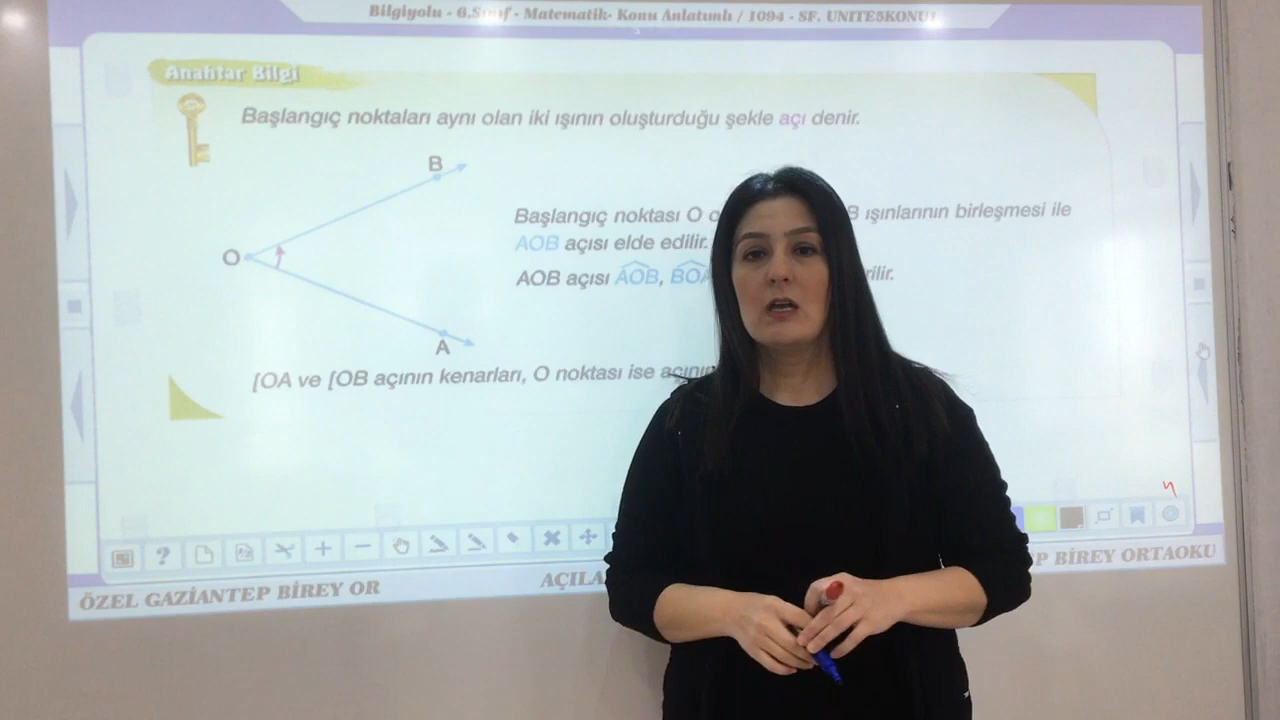 Bilgiyolu - 6.Sınıf - Matematik- Konu Anlatımlı / 1094 - SF. UNITE5KONU1
Anahtar Bilgi
Başlangıç noktaları aynı olan iki ışının oluşturduğu şekle açı denir.
B
O
A
Başlangıç noktası O B ışınlarının birleşmesi ile
AOB açısı elde edilir.
AOB açısı AOB, BOA
[OA ve [OB açının kenarları, O noktası ise açının
ÖZEL GAZİANTEP BİREY OR AÇILA P BİREY ORTAOKU